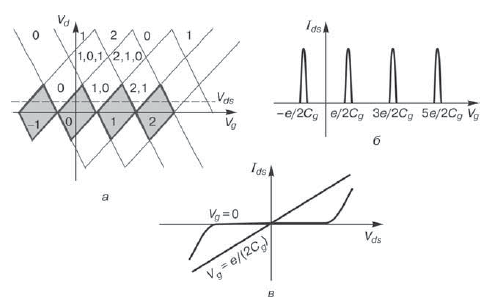 V_d
0 1 2 0 1
1,0,1 2,1,0
0 1,0 2,1
V_ds
-1 0 1 2
V_g
а
I_ds
-e/2C_g e/2C_g 3e/2C_g 5e/2C_g V_g
б
I_ds
V_g=0
V_ds
V_g=e/(2C_g)
в